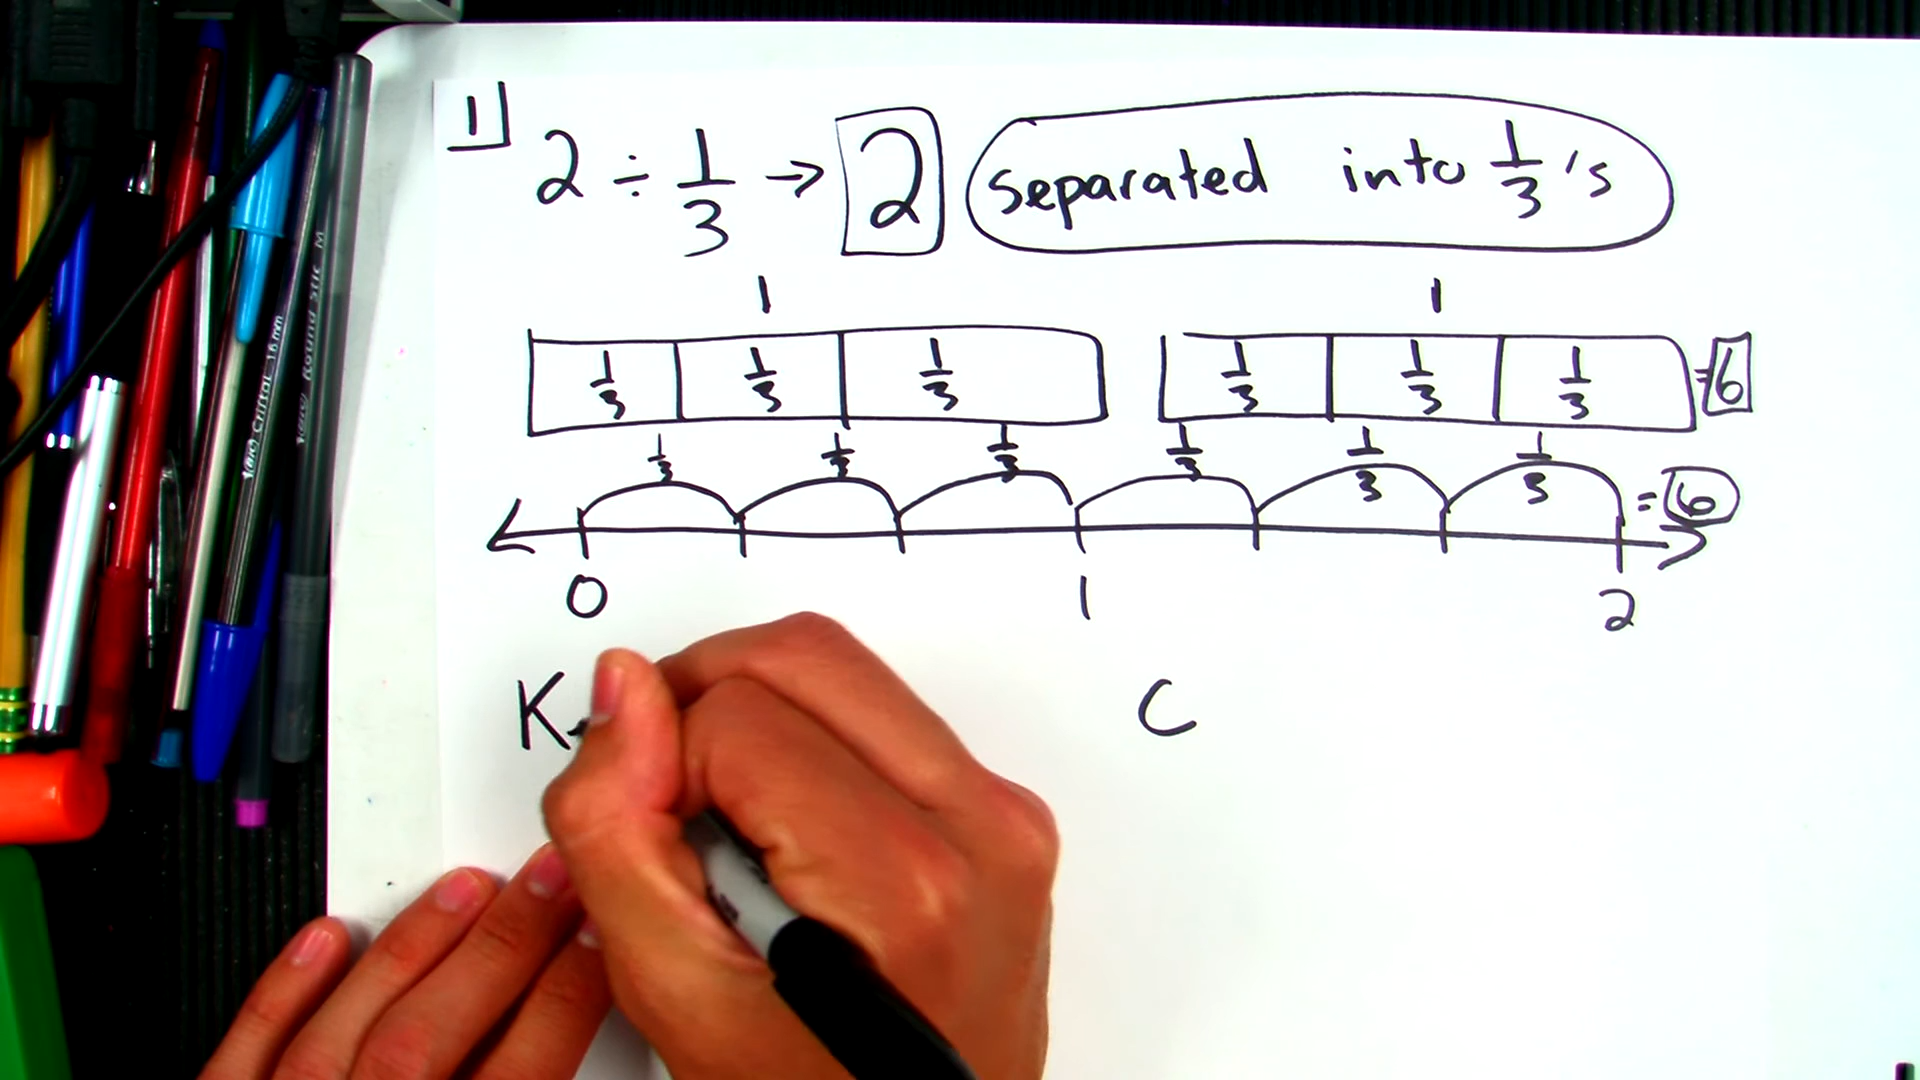 1
2 ÷ 1/3 → 2 separated into 1/3's
1 1
1/3 1/3 1/3 1/3 1/3 1/3 = 6
1/3 1/3 1/3 1/3 1/3 1/3 = 6
0 1 2
K C